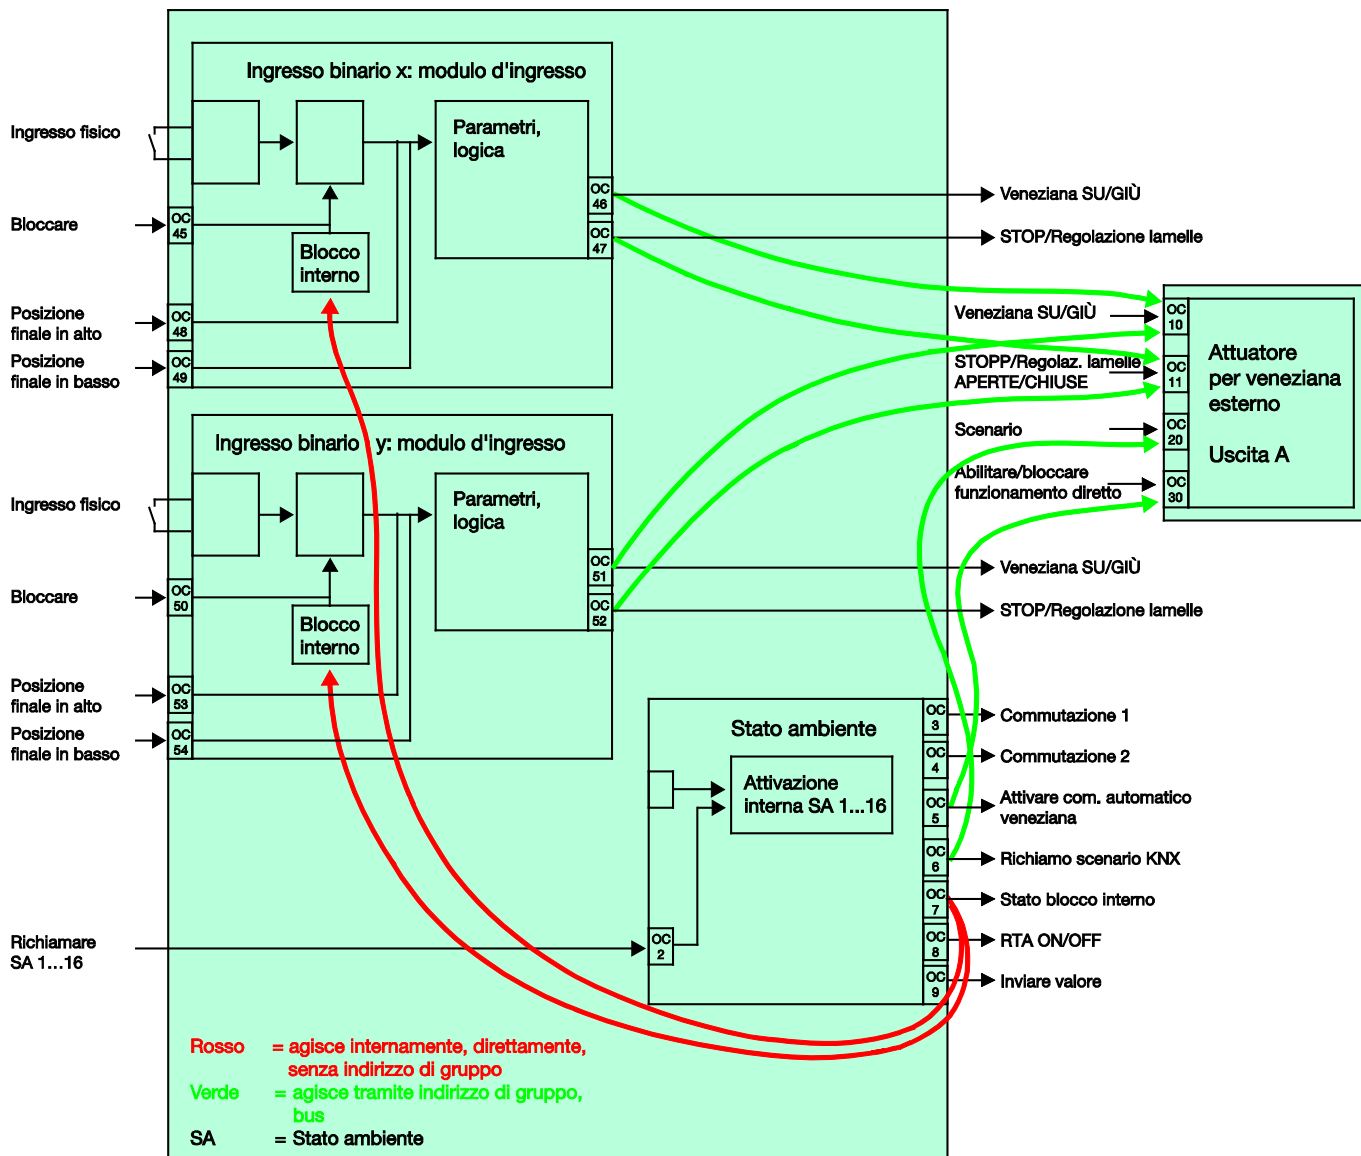 Ingresso binario x: modulo d'ingresso
Ingresso fisico
Parametri,
logica
OC
46
Veneziana SU/GIÙ
Bloccare
OC
45
OC
47
STOP/Regolazione lamelle
Blocco
interno
Posizione
finale in alto
OC
48
Posizione
finale in basso
OC
49
Veneziana SU/GIÙ
OC
10
STOPP/Regolaz. lamelle
APERTE/CHIUSE
OC
11
Scenario
OC
20
Abilitare/bloccare
funzionamento diretto
OC
30
Attuatore
per veneziana
esterno
Uscita A
Ingresso binario y: modulo d'ingresso
Ingresso fisico
Parametri,
logica
OC
51
Veneziana SU/GIÙ
Bloccare
OC
50
OC
52
STOP/Regolazione lamelle
Blocco
interno
Posizione
finale in alto
OC
53
Posizione
finale in basso
OC
54
Stato ambiente
Attivazione
interna SA 1...16
OC
3
Commutazione 1
OC
4
Commutazione 2
OC
5
Attivare com. automatico
veneziana
OC
6
Richiamo scenario KNX
OC
7
Stato blocco interno
OC
8
RTA ON/OFF
OC
9
Inviare valore
Richiamare
SA 1...16
OC
2
Rosso = agisce internamente, direttamente,
senza indirizzo di gruppo
Verde = agisce tramite indirizzo di gruppo,
bus
SA = Stato ambiente